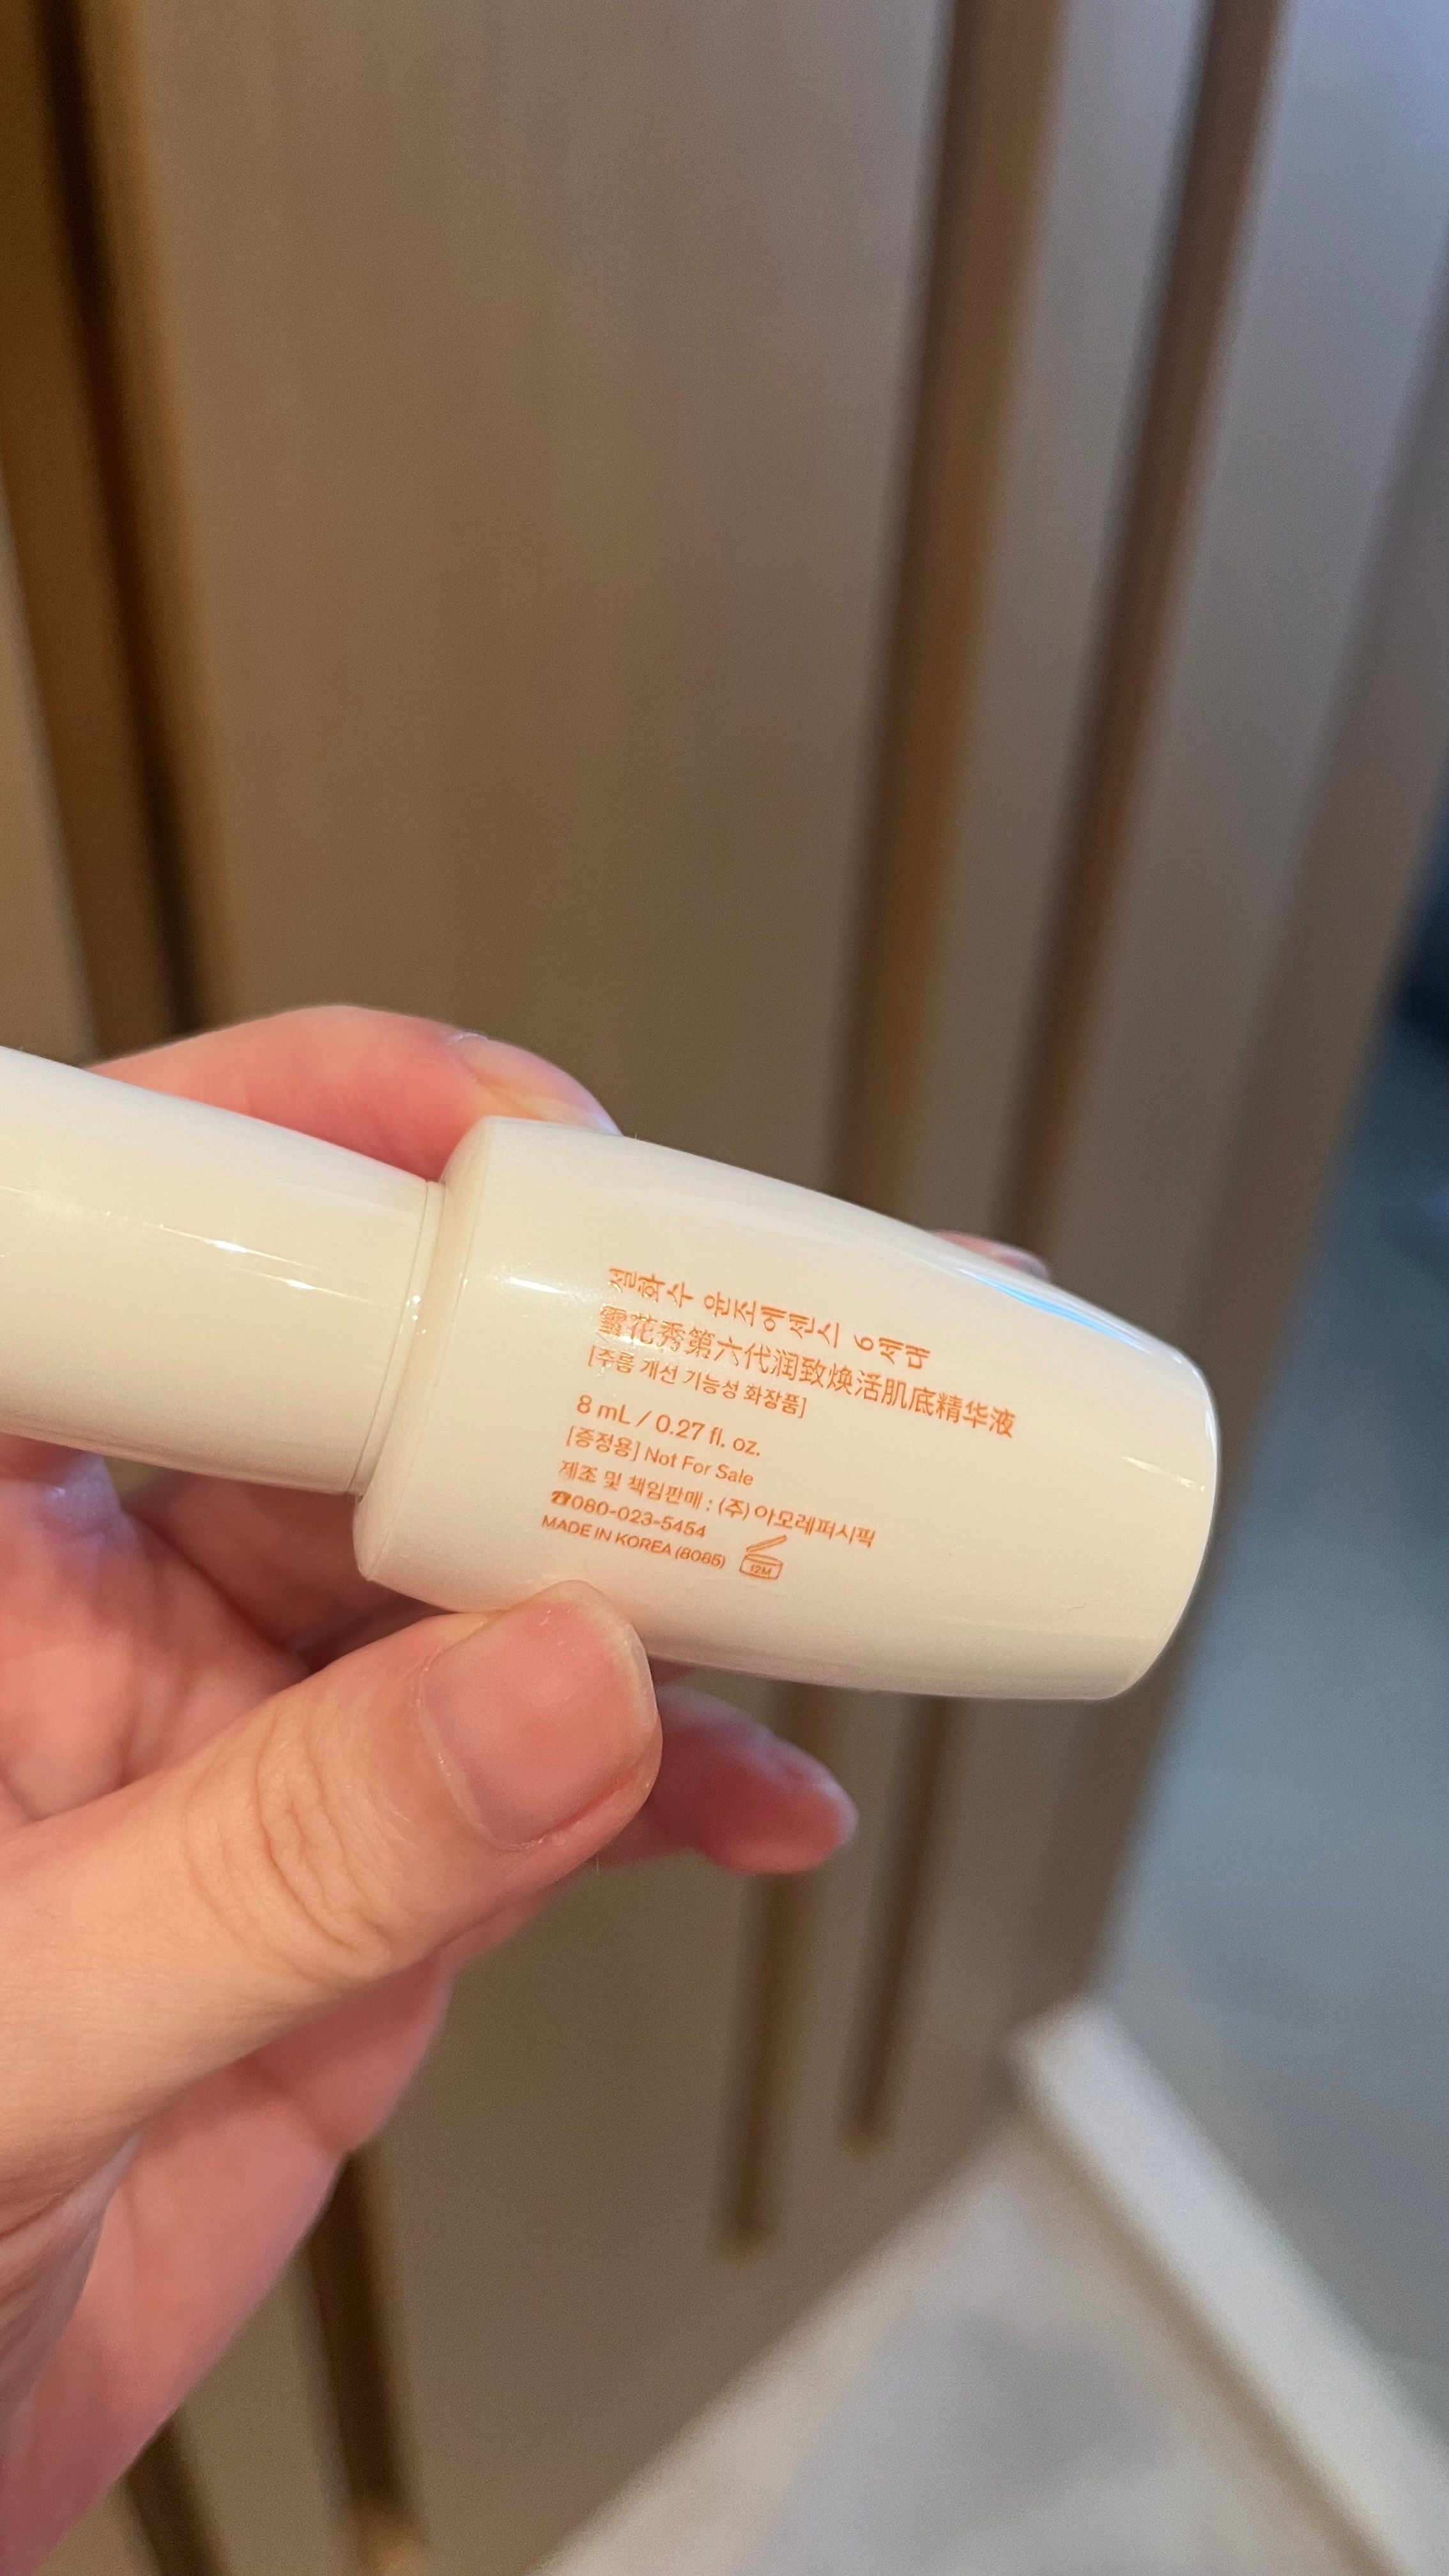 설화수 윤조에센스 6세대
雪花秀第六代润致焕活肌底精华液
[주름 개선 기능성 화장품]
8 mL / 0.27 fl. oz.
[증정용] Not For Sale
제조 및 책임판매 : (주)아모레퍼시픽
☎080-023-5454
MADE IN KOREA (8085)
12M